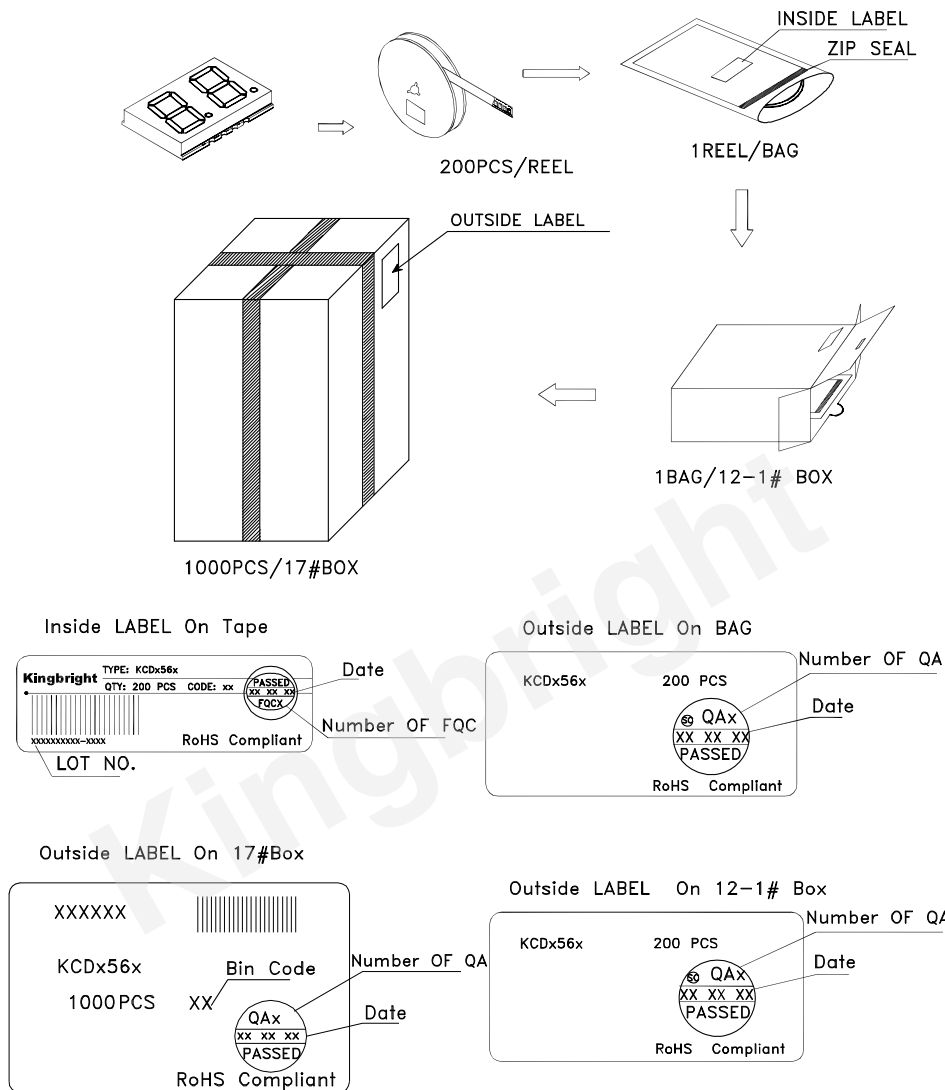 INSIDE LABEL
ZIP SEAL
200PCS/REEL
1REEL/BAG
OUTSIDE LABEL
1BAG/12-1# BOX
1000PCS/17#BOX
Kingbright
Inside LABEL On Tape
Kingbright
TYPE: KCDx56x
QTY: 200 PCS CODE: xx
PASSED
xx xx xx
FQCX
Date
Number OF FQC
xxxxxxxxxx-xxxx
RoHS Compliant
LOT NO.
Outside LABEL On BAG
KCDx56x 200 PCS
Number OF QA
SQ QAx
Date
XX XX XX
PASSED
RoHS Compliant
Outside LABEL On 17#Box
XXXXXX
KCDx56x
Bin Code
1000PCS XX
Number OF QA
QAx
Date
XX XX XX
PASSED
RoHS Compliant
Outside LABEL On 12-1# Box
KCDx56x 200 PCS
Number OF QA
SQ QAx
Date
XX XX XX
PASSED
RoHS Compliant